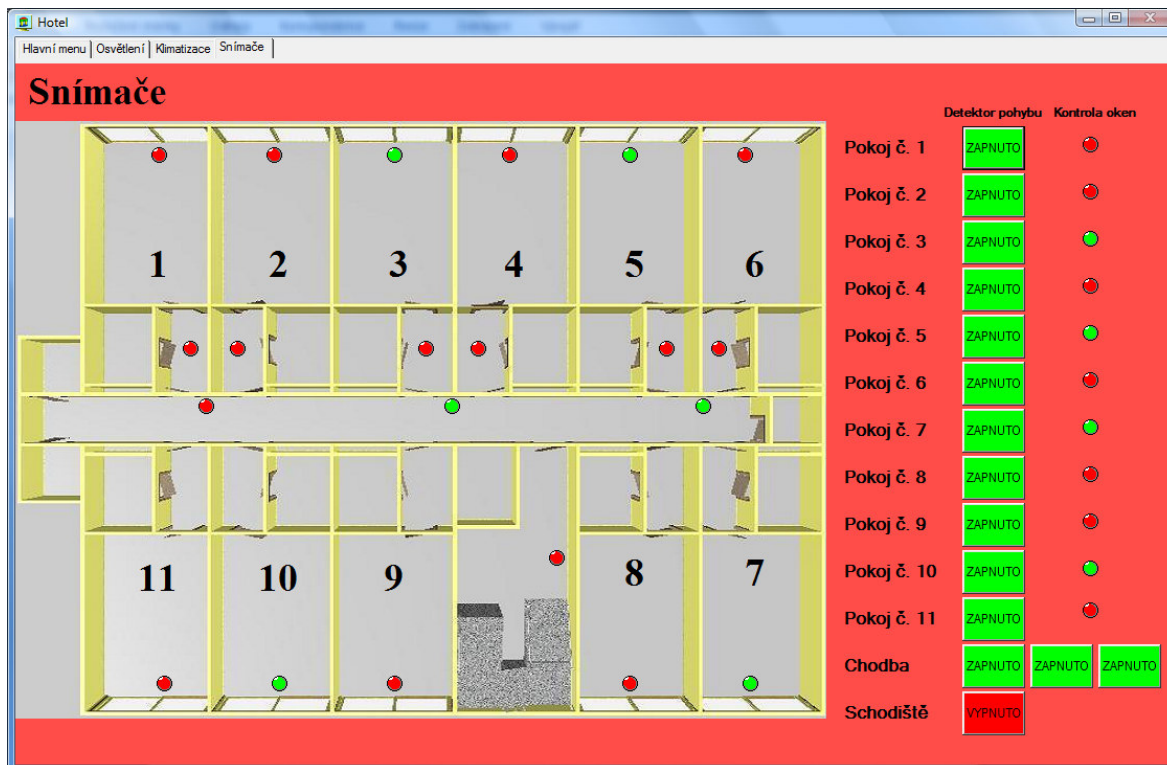 Hotel
Hlavní menu Osvětlení Klimatizace Snímače
Snímače
Detektor pohybu Kontrola oken
Pokoj č. 1 ZAPNUTO
Pokoj č. 2 ZAPNUTO
Pokoj č. 3 ZAPNUTO
Pokoj č. 4 ZAPNUTO
Pokoj č. 5 ZAPNUTO
Pokoj č. 6 ZAPNUTO
Pokoj č. 7 ZAPNUTO
Pokoj č. 8 ZAPNUTO
Pokoj č. 9 ZAPNUTO
Pokoj č. 10 ZAPNUTO
Pokoj č. 11 ZAPNUTO
Chodba ZAPNUTO ZAPNUTO ZAPNUTO
Schodiště VYPNUTO
1 2 3 4 5 6
11 10 9 8 7